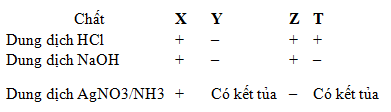 Chất X Y Z T
Dung dịch HCl + – + +
Dung dịch NaOH + – + –
Dung dịch AgNO3/NH3 + Có kết tủa – Có kết tủa